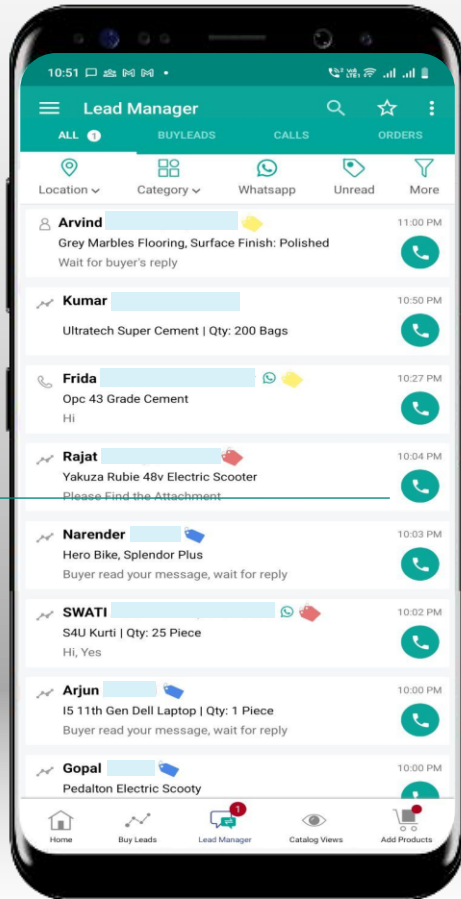 10:51
Lead Manager
ALL 1 BUYLEADS CALLS ORDERS
Location Category Whatsapp Unread More
Arvind 11:00 PM
Grey Marbles Flooring, Surface Finish: Polished
Wait for buyer's reply
Kumar 10:50 PM
Ultratech Super Cement | Qty: 200 Bags
Frida 10:27 PM
Opc 43 Grade Cement
Hi
Rajat 10:04 PM
Yakuza Rubie 48v Electric Scooter
Please Find the Attachment
Narender 10:03 PM
Hero Bike, Splendor Plus
Buyer read your message, wait for reply
SWATI 10:02 PM
S4U Kurti | Qty: 25 Piece
Hi, Yes
Arjun 10:00 PM
I5 11th Gen Dell Laptop | Qty: 1 Piece
Buyer read your message, wait for reply
Gopal 10:00 PM
Pedalton Electric Scooty
1
Home Buy Leads Lead Manager Catalog Views Add Products